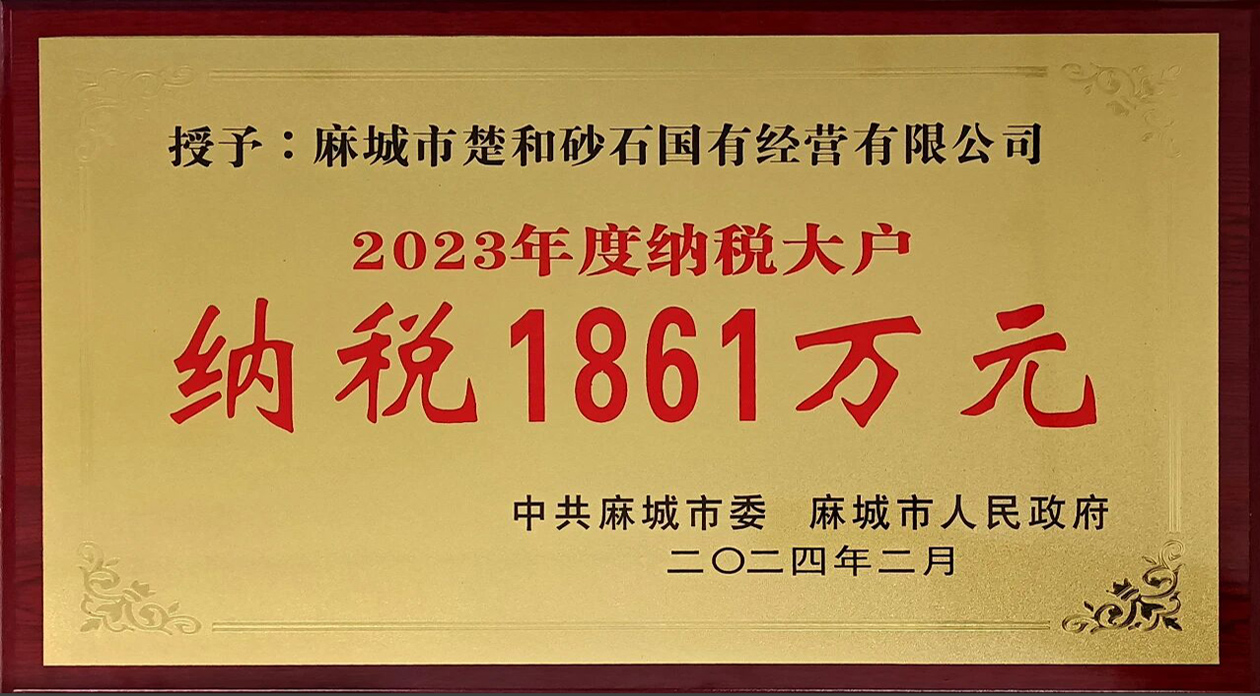 授予：麻城市楚和砂石国有经营有限公司
2023年度纳税大户
纳税1861万元
中共麻城市委 麻城市人民政府
二〇二四年二月